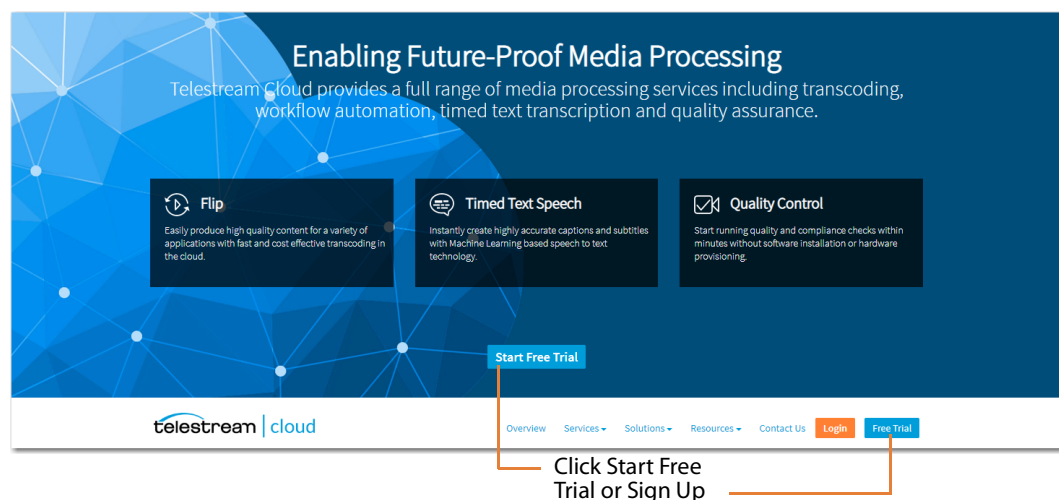 Enabling Future-Proof Media Processing
Telestream Cloud provides a full range of media processing services including transcoding,
workflow automation, timed text transcription and quality assurance.
Flip
Easily produce high quality content for a variety of
applications with fast and cost effective transcoding in
the cloud.
Timed Text Speech
Instantly create highly accurate captions and subtitles
with Machine Learning based speech to text
technology.
Quality Control
Start running quality and compliance checks within
minutes without software installation or hardware
provisioning.
Start Free Trial
telestream | cloud
Overview Services Solutions Resources Contact Us Login Free Trial
Click Start Free
Trial or Sign Up